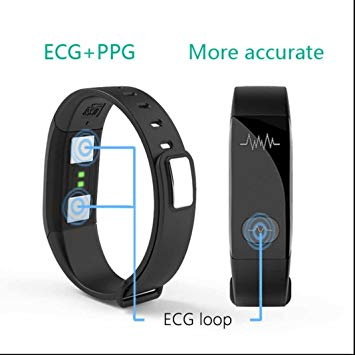 ECG+PPG
More accurate
ECG loop